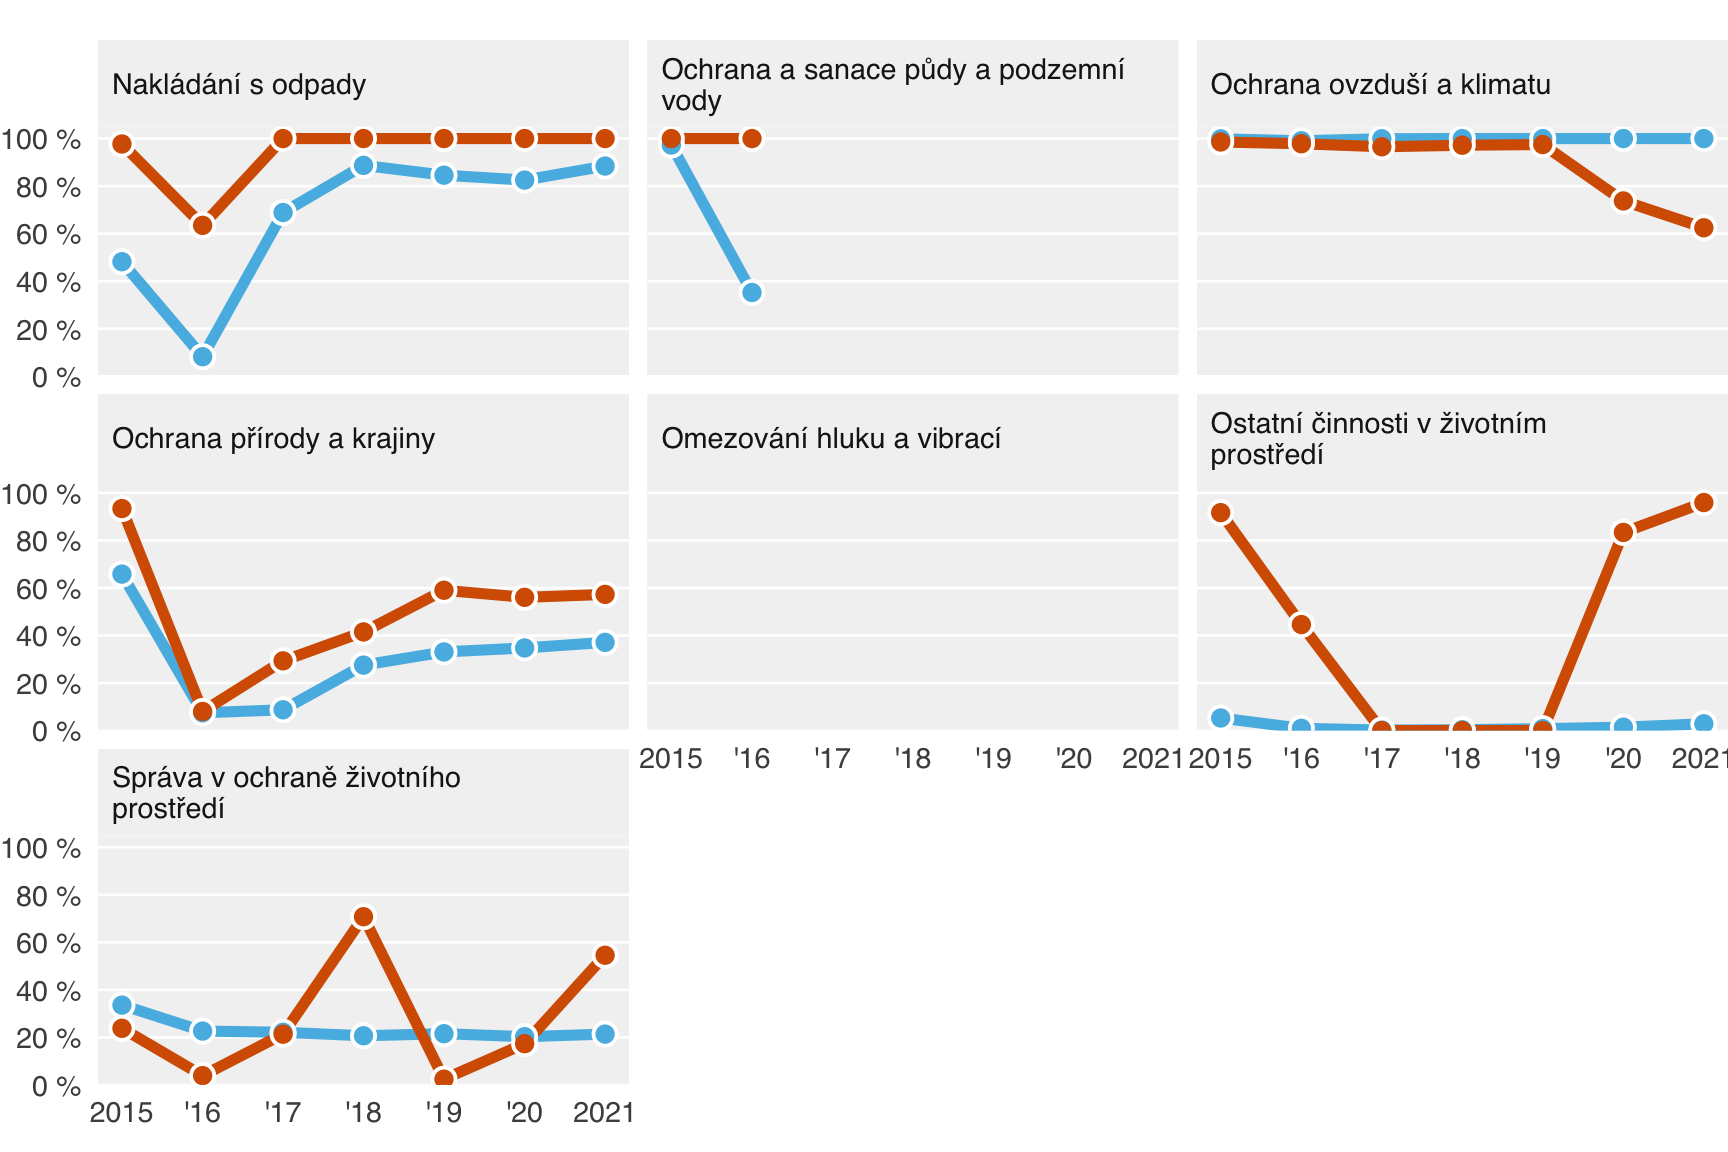 Nakládání s odpady
Ochrana a sanace půdy a podzemní
vody
Ochrana ovzduší a klimatu
100 %
80 %
60 %
40 %
20 %
0 %
Ochrana přírody a krajiny
Omezování hluku a vibrací
Ostatní činnosti v životním
prostředí
100 %
80 %
60 %
40 %
20 %
0 %
2015 '16 '17 '18 '19 '20 2021
2015 '16 '17 '18 '19 '20 2021
Správa v ochraně životního
prostředí
100 %
80 %
60 %
40 %
20 %
0 %
2015 '16 '17 '18 '19 '20 2021